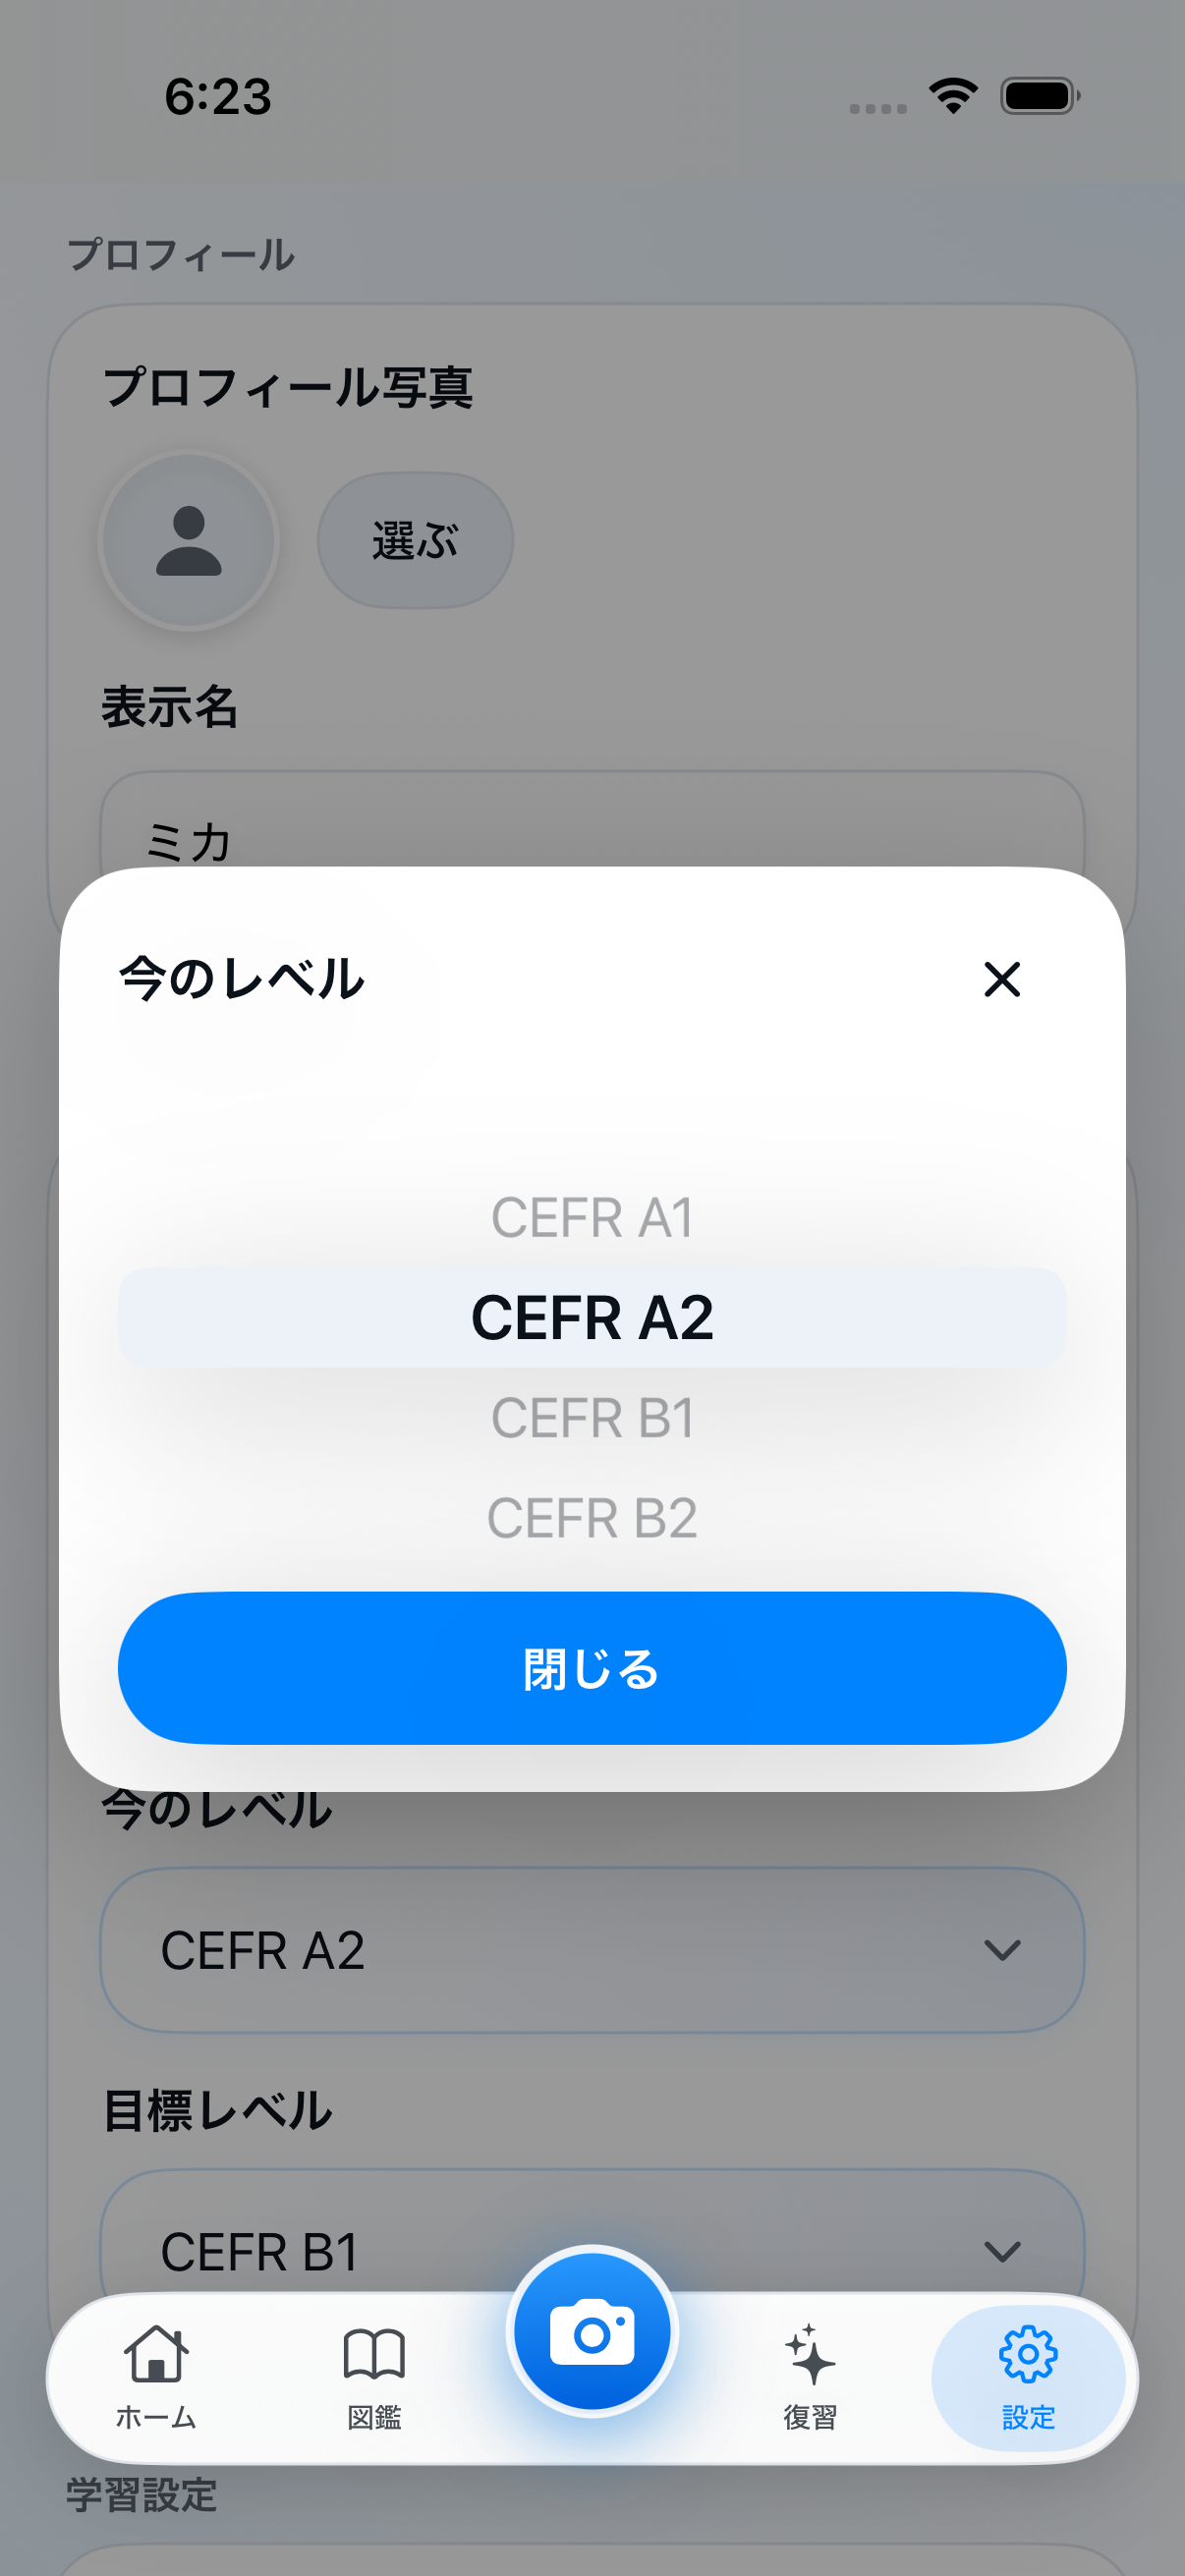 6:23
プロフィール
プロフィール写真
選ぶ
表示名
ミカ
今のレベル
CEFR A1
CEFR A2
CEFR B1
CEFR B2
閉じる
今のレベル
CEFR A2
目標レベル
CEFR B1
ホーム
図鑑
復習
設定
学習設定